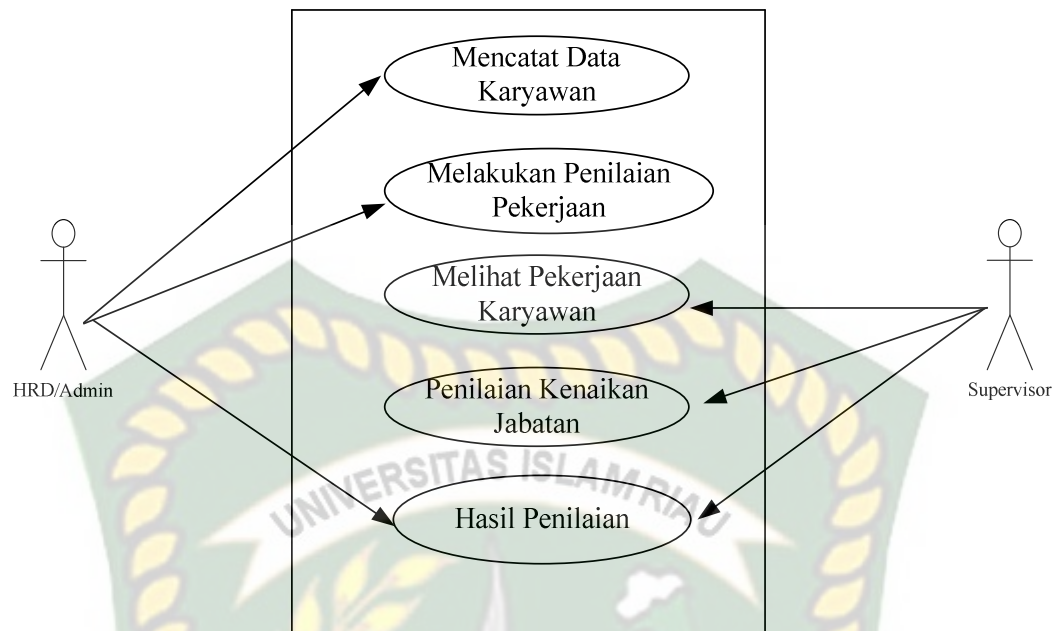 Mencatat Data
Karyawan
Melakukan Penilaian
Pekerjaan
Melihat Pekerjaan
Karyawan
HRD/Admin
Supervisor
Penilaian Kenaikan
Jabatan
UNIVERSITAS ISLAM RIAU
Hasil Penilaian